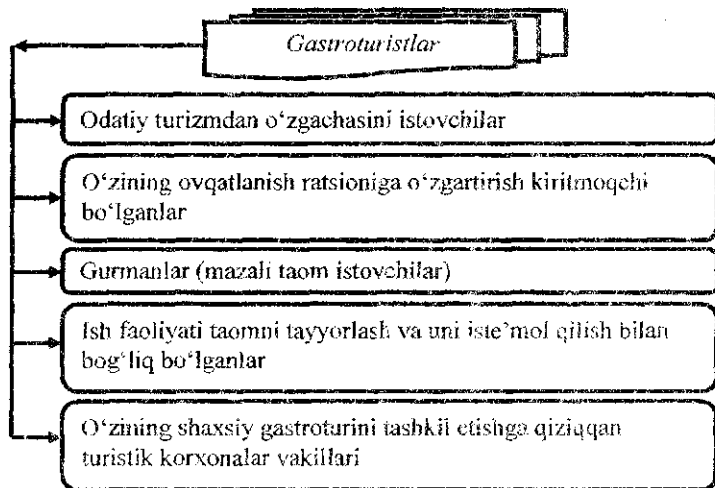 Gastroturistlar
Odatiy turizmdan o‘zgachasini istovchilar
O‘zining ovqatlanish ratsioniga o‘zgartirish kiritmoqchi
bo‘lganlar
Gurmanlar (mazali taom istovchilar)
Ish faoliyati taomni tayyorlash va uni iste’mol qilish bilan
bog‘liq bo‘lganlar
O‘zining shaxsiy gastroturini tashkil etishga qiziqqan
turistik korxonalar vakillari